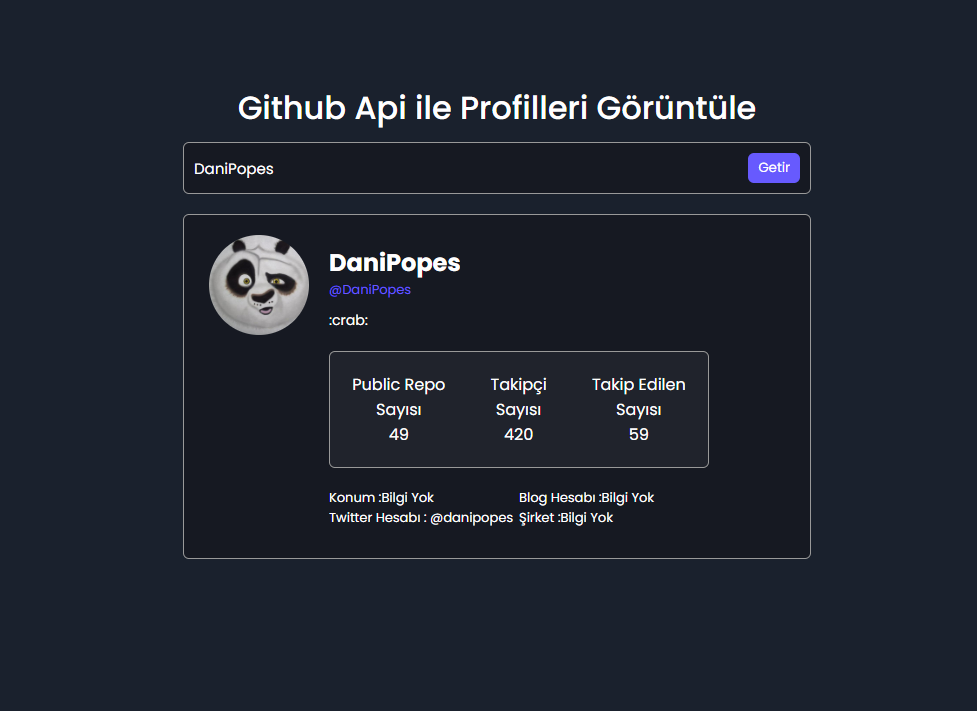 Github Api ile Profilleri Görüntüle
DaniPopes
Getir
DaniPopes
@DaniPopes
:crab:
Public Repo
Sayısı
49
Takipçi
Sayısı
420
Takip Edilen
Sayısı
59
Konum :Bilgi Yok
Blog Hesabı :Bilgi Yok
Twitter Hesabı : @danipopes
Şirket :Bilgi Yok